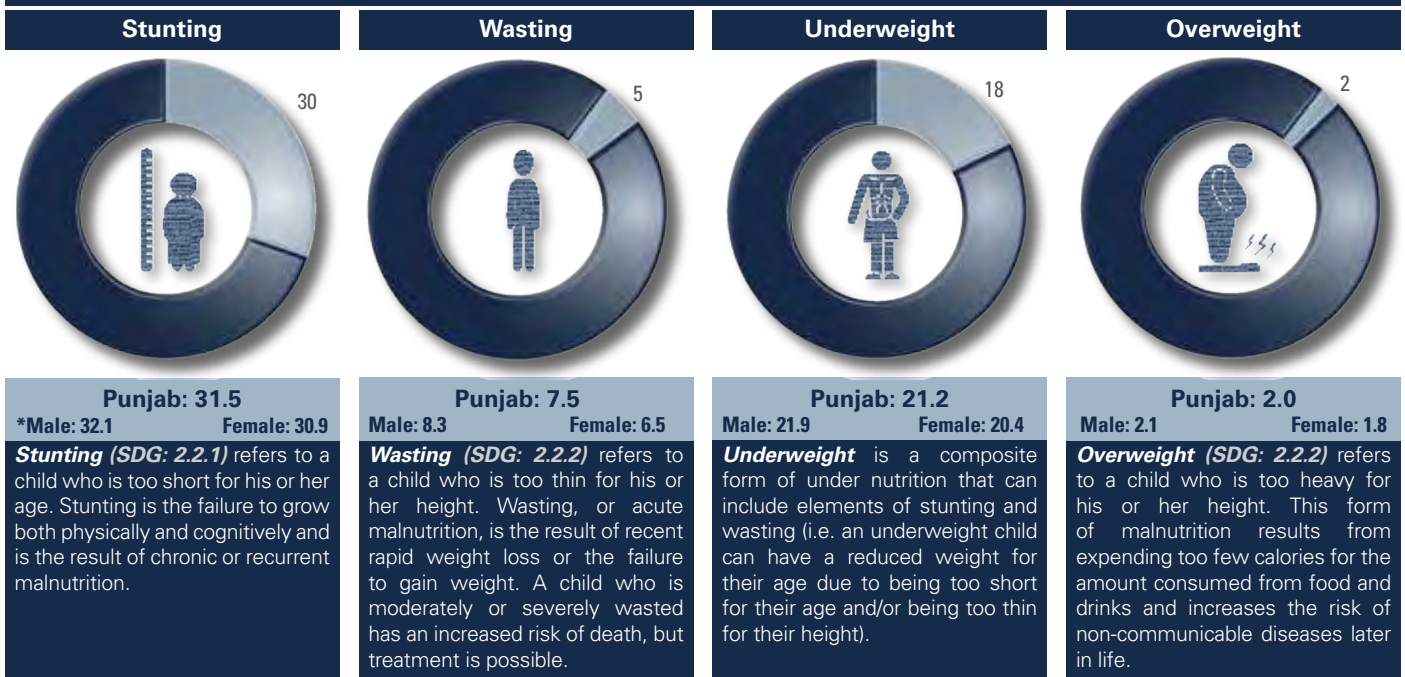 Stunting
30
Punjab: 31.5
*Male: 32.1 Female: 30.9
Stunting (SDG: 2.2.1) refers to a
child who is too short for his or her
age. Stunting is the failure to grow
both physically and cognitively and
is the result of chronic or recurrent
malnutrition.
Wasting
5
Punjab: 7.5
Male: 8.3 Female: 6.5
Wasting (SDG: 2.2.2) refers to
a child who is too thin for his or
her height. Wasting, or acute
malnutrition, is the result of recent
rapid weight loss or the failure
to gain weight. A child who is
moderately or severely wasted
has an increased risk of death, but
treatment is possible.
Underweight
18
Punjab: 21.2
Male: 21.9 Female: 20.4
Underweight is a composite
form of under nutrition that can
include elements of stunting and
wasting (i.e. an underweight child
can have a reduced weight for
their age due to being too short
for their age and/or being too thin
for their height).
Overweight
2
Punjab: 2.0
Male: 2.1 Female: 1.8
Overweight (SDG: 2.2.2) refers
to a child who is too heavy for
his or her height. This form
of malnutrition results from
expending too few calories for the
amount consumed from food and
drinks and increases the risk of
non-communicable diseases later
in life.